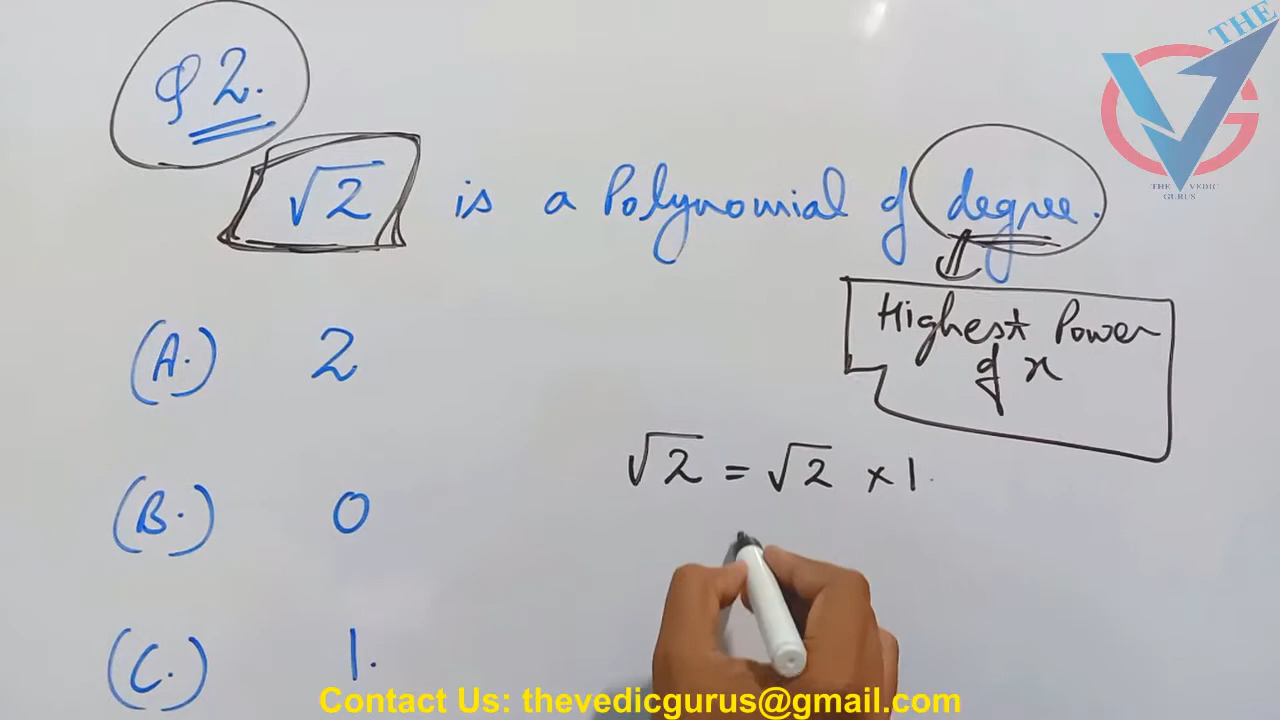 THE
THE VEDIC
GURUS
Q 2.
√2 is a Polynomial of degree.
Highest Power
of x
(A.) 2
√2 = √2 × 1
(B.) 0
(C.) 1.
Contact Us: thevedicgurus@gmail.com